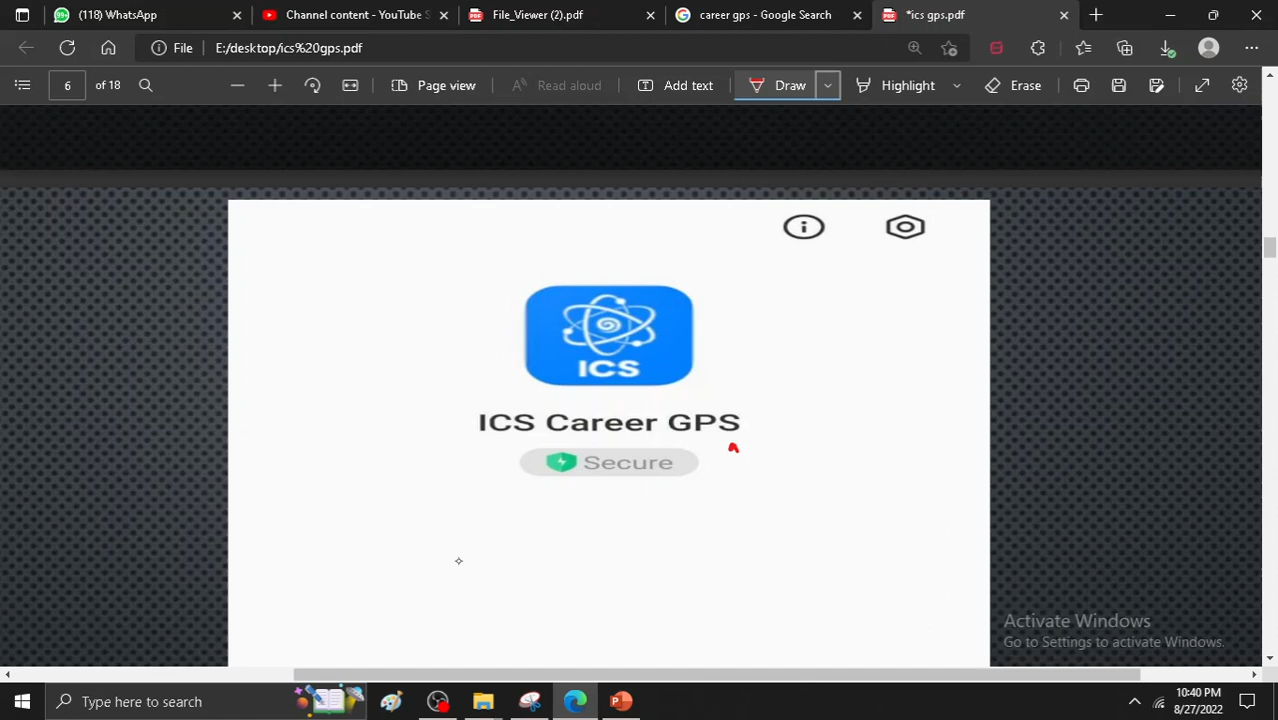 (118) WhatsApp
Channel content - YouTube S
File_Viewer (2).pdf
career gps - Google Search
*ics gps.pdf
File
E:/desktop/ics%20gps.pdf
6
of 18
Page view
Read aloud
Add text
Draw
Highlight
Erase
ICS
ICS Career GPS
Secure
Activate Windows
Go to Settings to activate Windows.
Type here to search
10:40 PM
8/27/2022